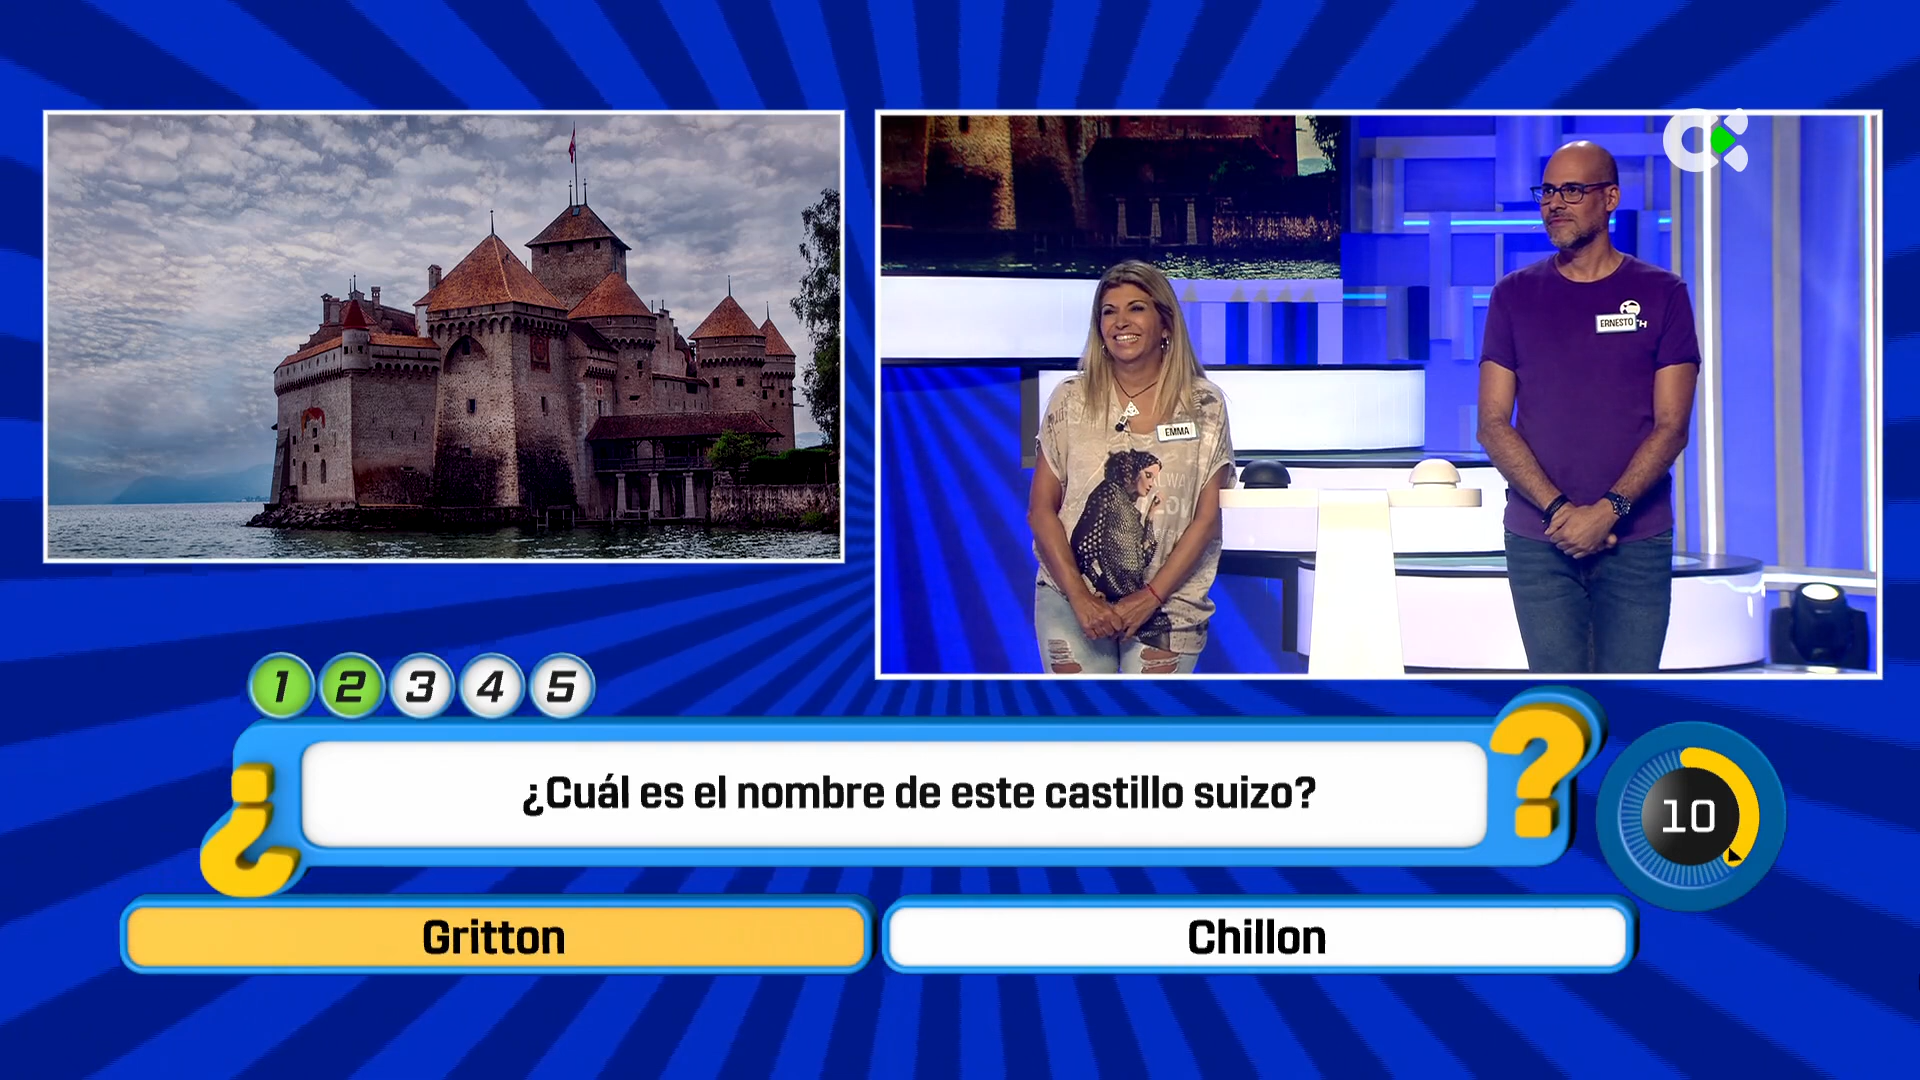 EMMA
ERNESTO
1 2 3 4 5
¿Cuál es el nombre de este castillo suizo?
10
Gritton
Chillon